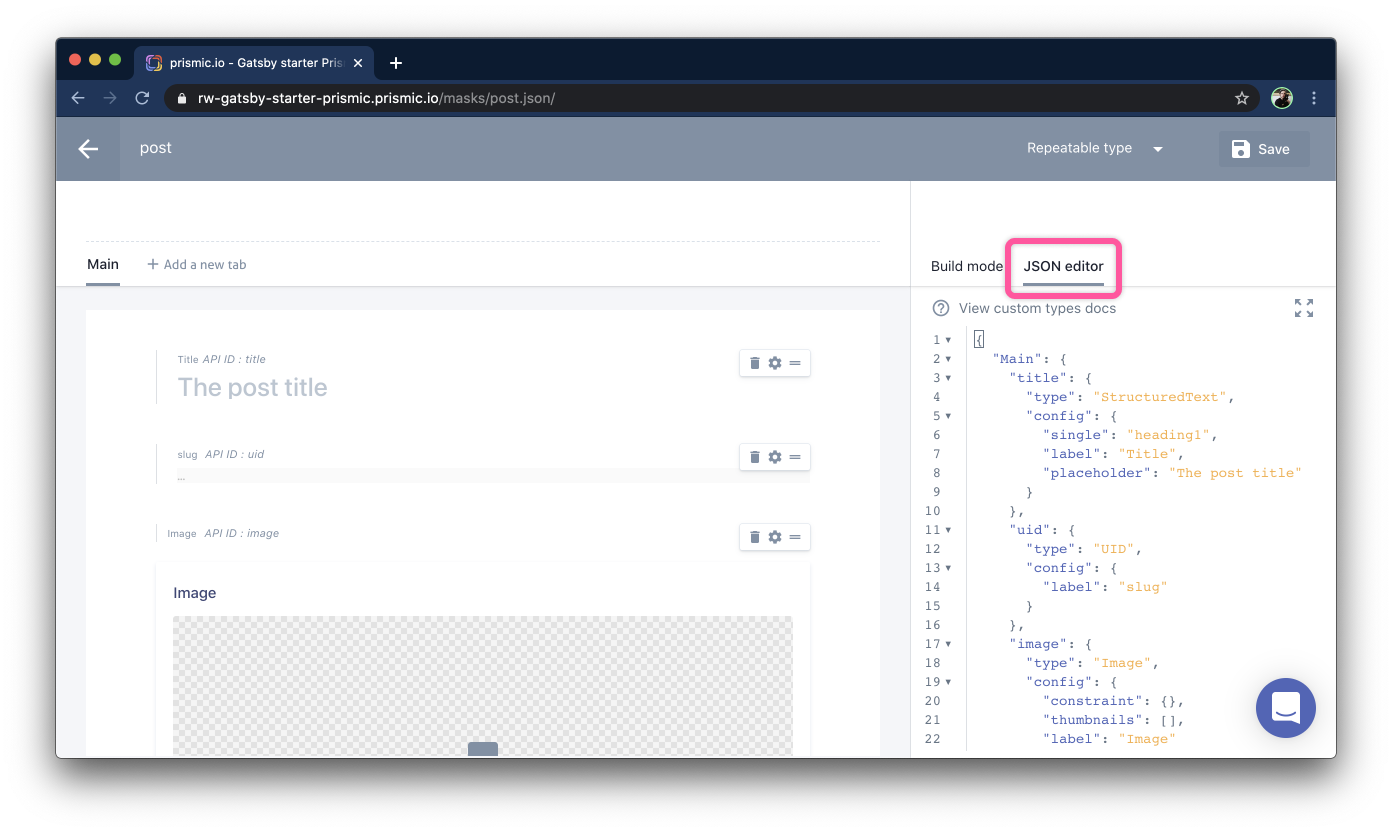 prismic.io - Gatsby starter Pris
rw-gatsby-starter-prismic.prismic.io/masks/post.json/
post
Repeatable type
Save
Main
+ Add a new tab
Build mode
JSON editor
View custom types docs
Title API ID : title
The post title
slug API ID : uid
...
Image API ID : image
Image
1 {
2 "Main": {
3 "title": {
4 "type": "StructuredText",
5 "config": {
6 "single": "heading1",
7 "label": "Title",
8 "placeholder": "The post title"
9 }
10 },
11 "uid": {
12 "type": "UID",
13 "config": {
14 "label": "slug"
15 }
16 },
17 "image": {
18 "type": "Image",
19 "config": {
20 "constraint": {},
21 "thumbnails": [],
22 "label": "Image"